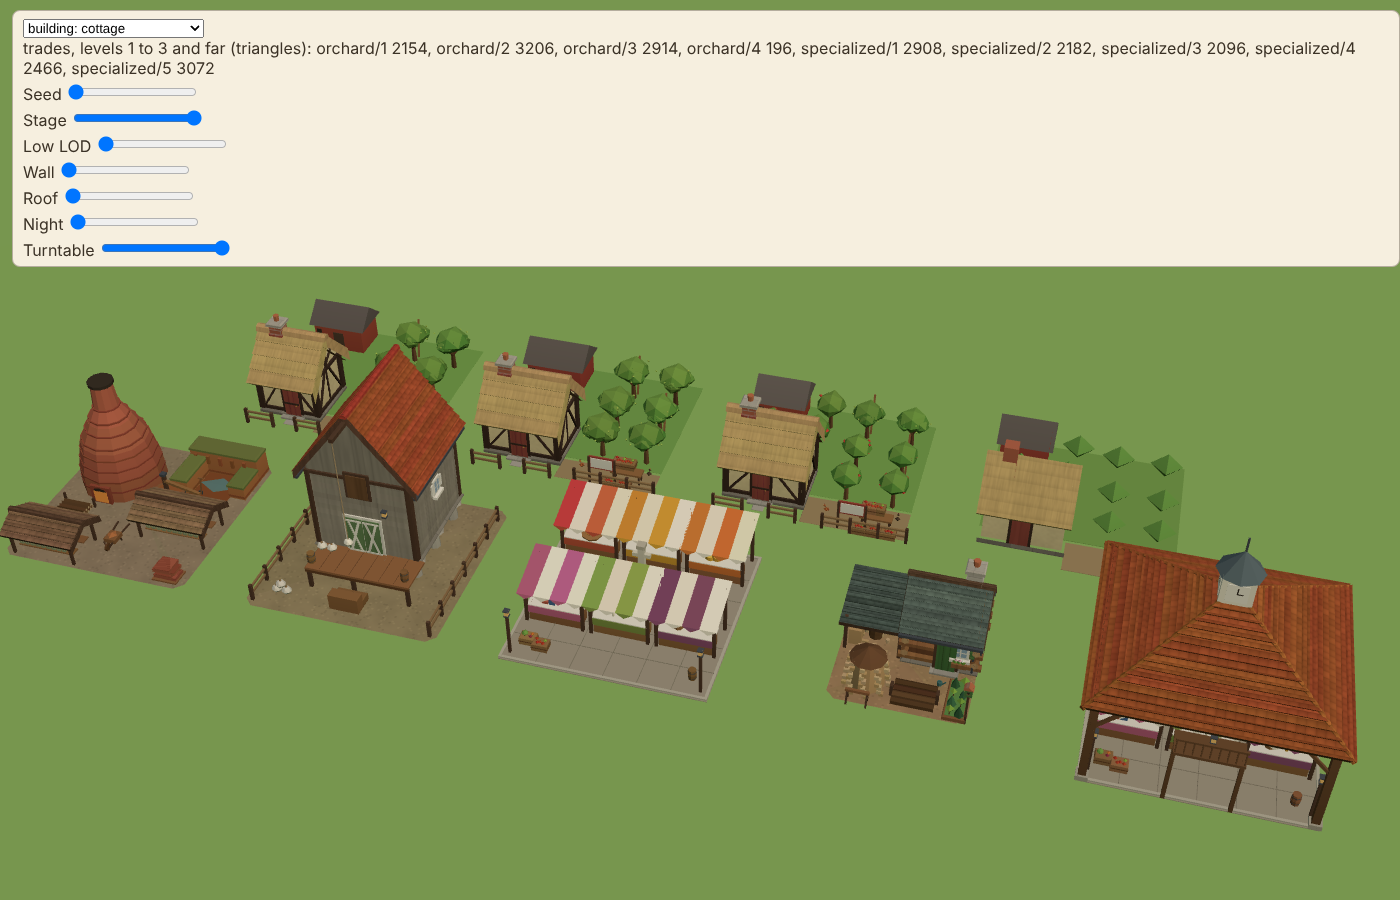 building: cottage
trades, levels 1 to 3 and far (triangles): orchard/1 2154, orchard/2 3206, orchard/3 2914, orchard/4 196, specialized/1 2908, specialized/2 2182, specialized/3 2096, specialized/4
2466, specialized/5 3072
Seed
Stage
Low LOD
Wall
Roof
Night
Turntable